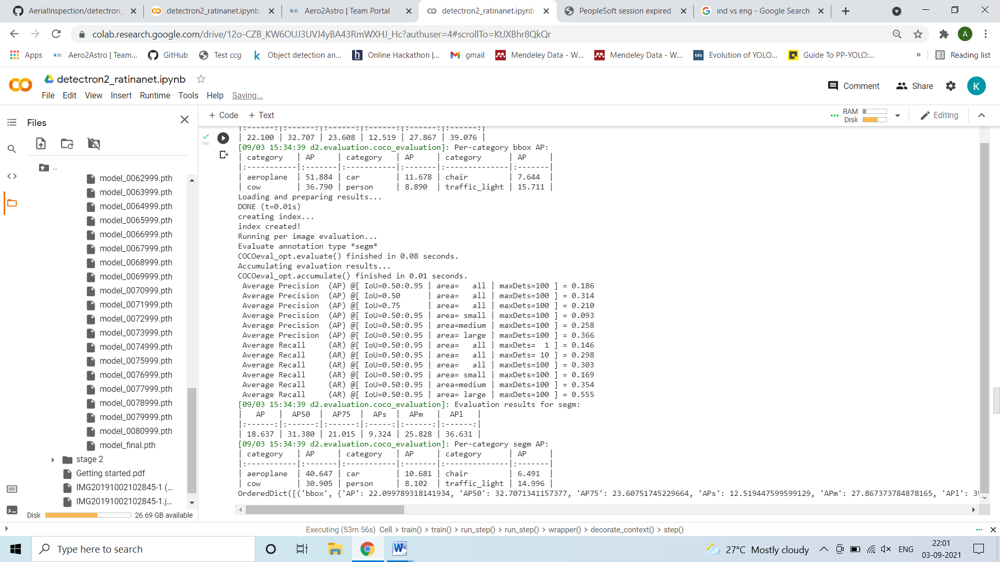 AerialInspection/detectron_
detectron2_ratinanet.ipynb
Aero2Astro | Team Portal
detectron2_ratinanet.ipynb
PeopleSoft session expired
ind vs eng - Google Search
colab.research.google.com/drive/12o-CZB_KW6OUJ3UVJ4yBA43RmWXHJ_Hc?authuser=4#scrollTo=KtJXBhr8QkQr
A
Apps
Aero2Astro | Team...
GitHub
Test ccg
Object detection an...
Online Hackathon |...
gmail
Mendeley Data - W...
Mendeley Data - W...
Evolution of YOLO...
Guide To PP-YOLO:...
»
Reading list
detectron2_ratinanet.ipynb
Comment
Share
K
File Edit View Insert Runtime Tools Help Saving...
Files
+ Code + Text
RAM
Disk
Editing
..
model_0062999.pth
model_0063999.pth
model_0064999.pth
model_0065999.pth
model_0066999.pth
model_0067999.pth
model_0068999.pth
model_0069999.pth
model_0070999.pth
model_0071999.pth
model_0072999.pth
model_0073999.pth
model_0074999.pth
model_0075999.pth
model_0076999.pth
model_0077999.pth
model_0078999.pth
model_0079999.pth
model_0080999.pth
model_final.pth
stage 2
Getting started.pdf
IMG20191002102845-1 (...
IMG20191002102845-1.j...
Disk 26.69 GB available
1m
|:------:|:------:|:------:|:------:|:------:|:------:|
| 22.100 | 32.707 | 23.608 | 12.519 | 27.867 | 39.076 |
[09/03 15:34:39 d2.evaluation.coco_evaluation]: Per-category bbox AP:
| category | AP | category | AP | category | AP |
|:-----------|:-------|:-----------|:-------|:--------------|:-------|
| aeroplane | 51.884 | car | 11.678 | chair | 7.644 |
| cow | 36.790 | person | 8.890 | traffic_light | 15.711 |
Loading and preparing results...
DONE (t=0.01s)
creating index...
index created!
Running per image evaluation...
Evaluate annotation type *segm*
COCOeval_opt.evaluate() finished in 0.08 seconds.
Accumulating evaluation results...
COCOeval_opt.accumulate() finished in 0.01 seconds.
Average Precision (AP) @[ IoU=0.50:0.95 | area= all | maxDets=100 ] = 0.186
Average Precision (AP) @[ IoU=0.50 | area= all | maxDets=100 ] = 0.314
Average Precision (AP) @[ IoU=0.75 | area= all | maxDets=100 ] = 0.210
Average Precision (AP) @[ IoU=0.50:0.95 | area= small | maxDets=100 ] = 0.093
Average Precision (AP) @[ IoU=0.50:0.95 | area=medium | maxDets=100 ] = 0.258
Average Precision (AP) @[ IoU=0.50:0.95 | area= large | maxDets=100 ] = 0.366
Average Recall (AR) @[ IoU=0.50:0.95 | area= all | maxDets= 1 ] = 0.146
Average Recall (AR) @[ IoU=0.50:0.95 | area= all | maxDets= 10 ] = 0.298
Average Recall (AR) @[ IoU=0.50:0.95 | area= all | maxDets=100 ] = 0.303
Average Recall (AR) @[ IoU=0.50:0.95 | area= small | maxDets=100 ] = 0.169
Average Recall (AR) @[ IoU=0.50:0.95 | area=medium | maxDets=100 ] = 0.354
Average Recall (AR) @[ IoU=0.50:0.95 | area= large | maxDets=100 ] = 0.555
[09/03 15:34:39 d2.evaluation.coco_evaluation]: Evaluation results for segm:
| AP | AP50 | AP75 | APs | APm | APl |
|:------:|:------:|:------:|:-----:|:------:|:------:|
| 18.637 | 31.380 | 21.015 | 9.324 | 25.828 | 36.631 |
[09/03 15:34:39 d2.evaluation.coco_evaluation]: Per-category segm AP:
| category | AP | category | AP | category | AP |
|:-----------|:-------|:-----------|:-------|:--------------|:-------|
| aeroplane | 40.647 | car | 10.681 | chair | 6.491 |
| cow | 30.905 | person | 8.102 | traffic_light | 14.996 |
OrderedDict([('bbox', {'AP': 22.099789318141934, 'AP50': 32.7071341157377, 'AP75': 23.60751745229664, 'APs': 12.519447599599129, 'APm': 27.867373784878165, 'APl': 39
Executing (53m 56s) Cell > train() > train() > run_step() > run_step() > wrapper() > decorate_context() > step()
Type here to search
27°C Mostly cloudy
ENG
22:01
03-09-2021